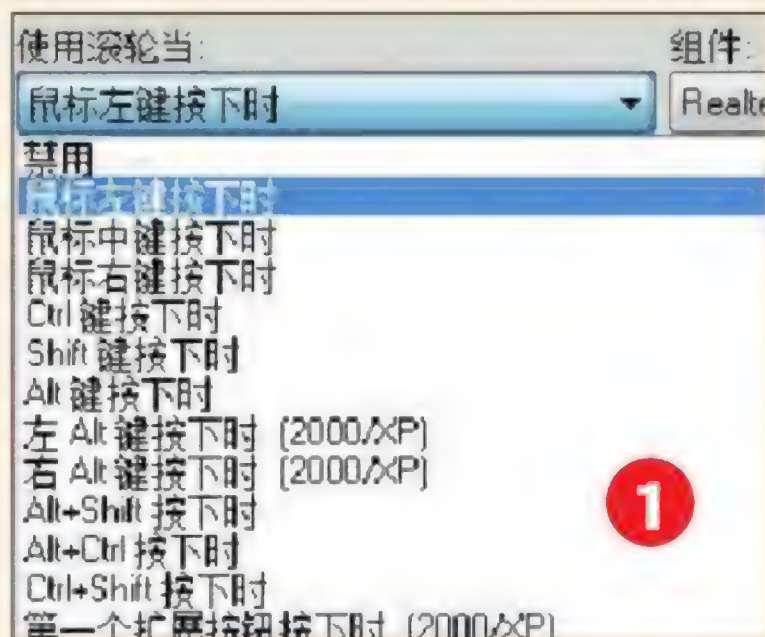 使用滚轮当:
组件:
鼠标左键按下时
Realte
禁用
鼠标左键按下时
鼠标中键按下时
鼠标右键按下时
Ctrl 键按下时
Shift 键按下时
Alt 键按下时
左 Alt 键按下时 (2000/XP)
右 Alt 键按下时 (2000/XP)
Alt+Shift 按下时
Alt+Ctrl 按下时
Ctrl+Shift 按下时
第一个扩展按钮按下时 (2000/XP)
1